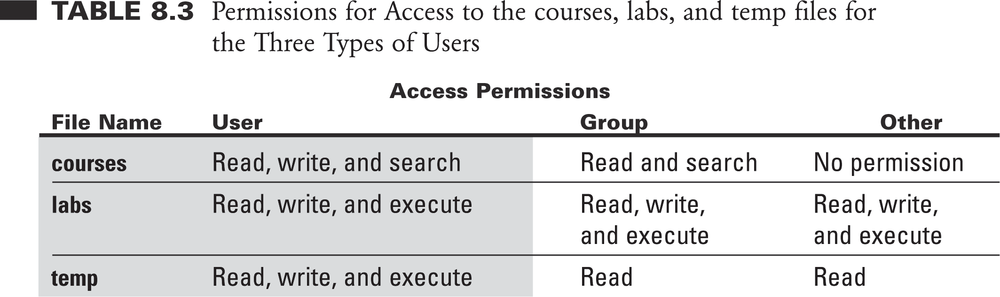 TABLE 8.3 Permissions for Access to the courses, labs, and temp files for
the Three Types of Users
Access Permissions
File Name User Group Other
courses Read, write, and search Read and search No permission
labs Read, write, and execute Read, write, Read, write,
and execute and execute
temp Read, write, and execute Read Read